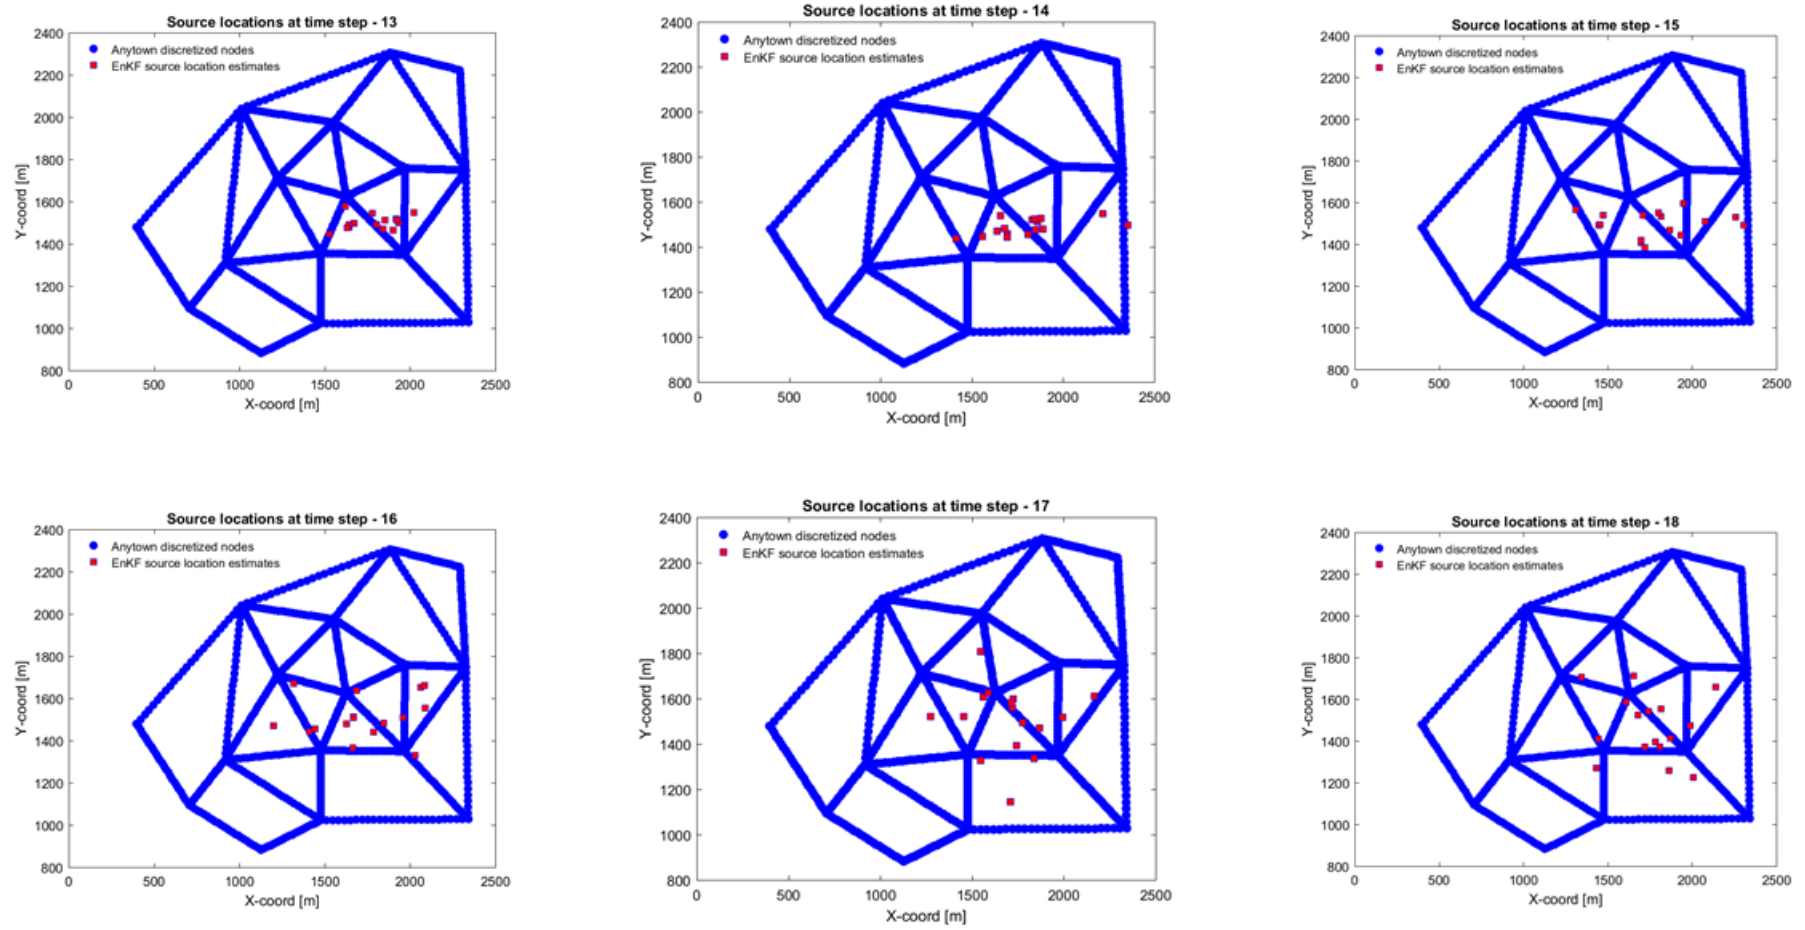 Source locations at time step - 13
Anytown discretized nodes
EnKF source location estimates
2400
2200
2000
1800
1600
1400
1200
1000
800
Y-coord [m]
0 500 1000 1500 2000 2500
X-coord [m]
Source locations at time step - 14
Anytown discretized nodes
EnKF source location estimates
2400
2200
2000
1800
1600
1400
1200
1000
800
Y-coord [m]
0 500 1000 1500 2000 2500
X-coord [m]
Source locations at time step - 15
Anytown discretized nodes
EnKF source location estimates
2400
2200
2000
1800
1600
1400
1200
1000
800
Y-coord [m]
0 500 1000 1500 2000 2500
X-coord [m]
Source locations at time step - 16
Anytown discretized nodes
EnKF source location estimates
2400
2200
2000
1800
1600
1400
1200
1000
800
Y-coord [m]
0 500 1000 1500 2000 2500
X-coord [m]
Source locations at time step - 17
Anytown discretized nodes
EnKF source location estimates
2400
2200
2000
1800
1600
1400
1200
1000
800
Y-coord [m]
0 500 1000 1500 2000 2500
X-coord [m]
Source locations at time step - 18
Anytown discretized nodes
EnKF source location estimates
2400
2200
2000
1800
1600
1400
1200
1000
800
Y-coord [m]
0 500 1000 1500 2000 2500
X-coord [m]